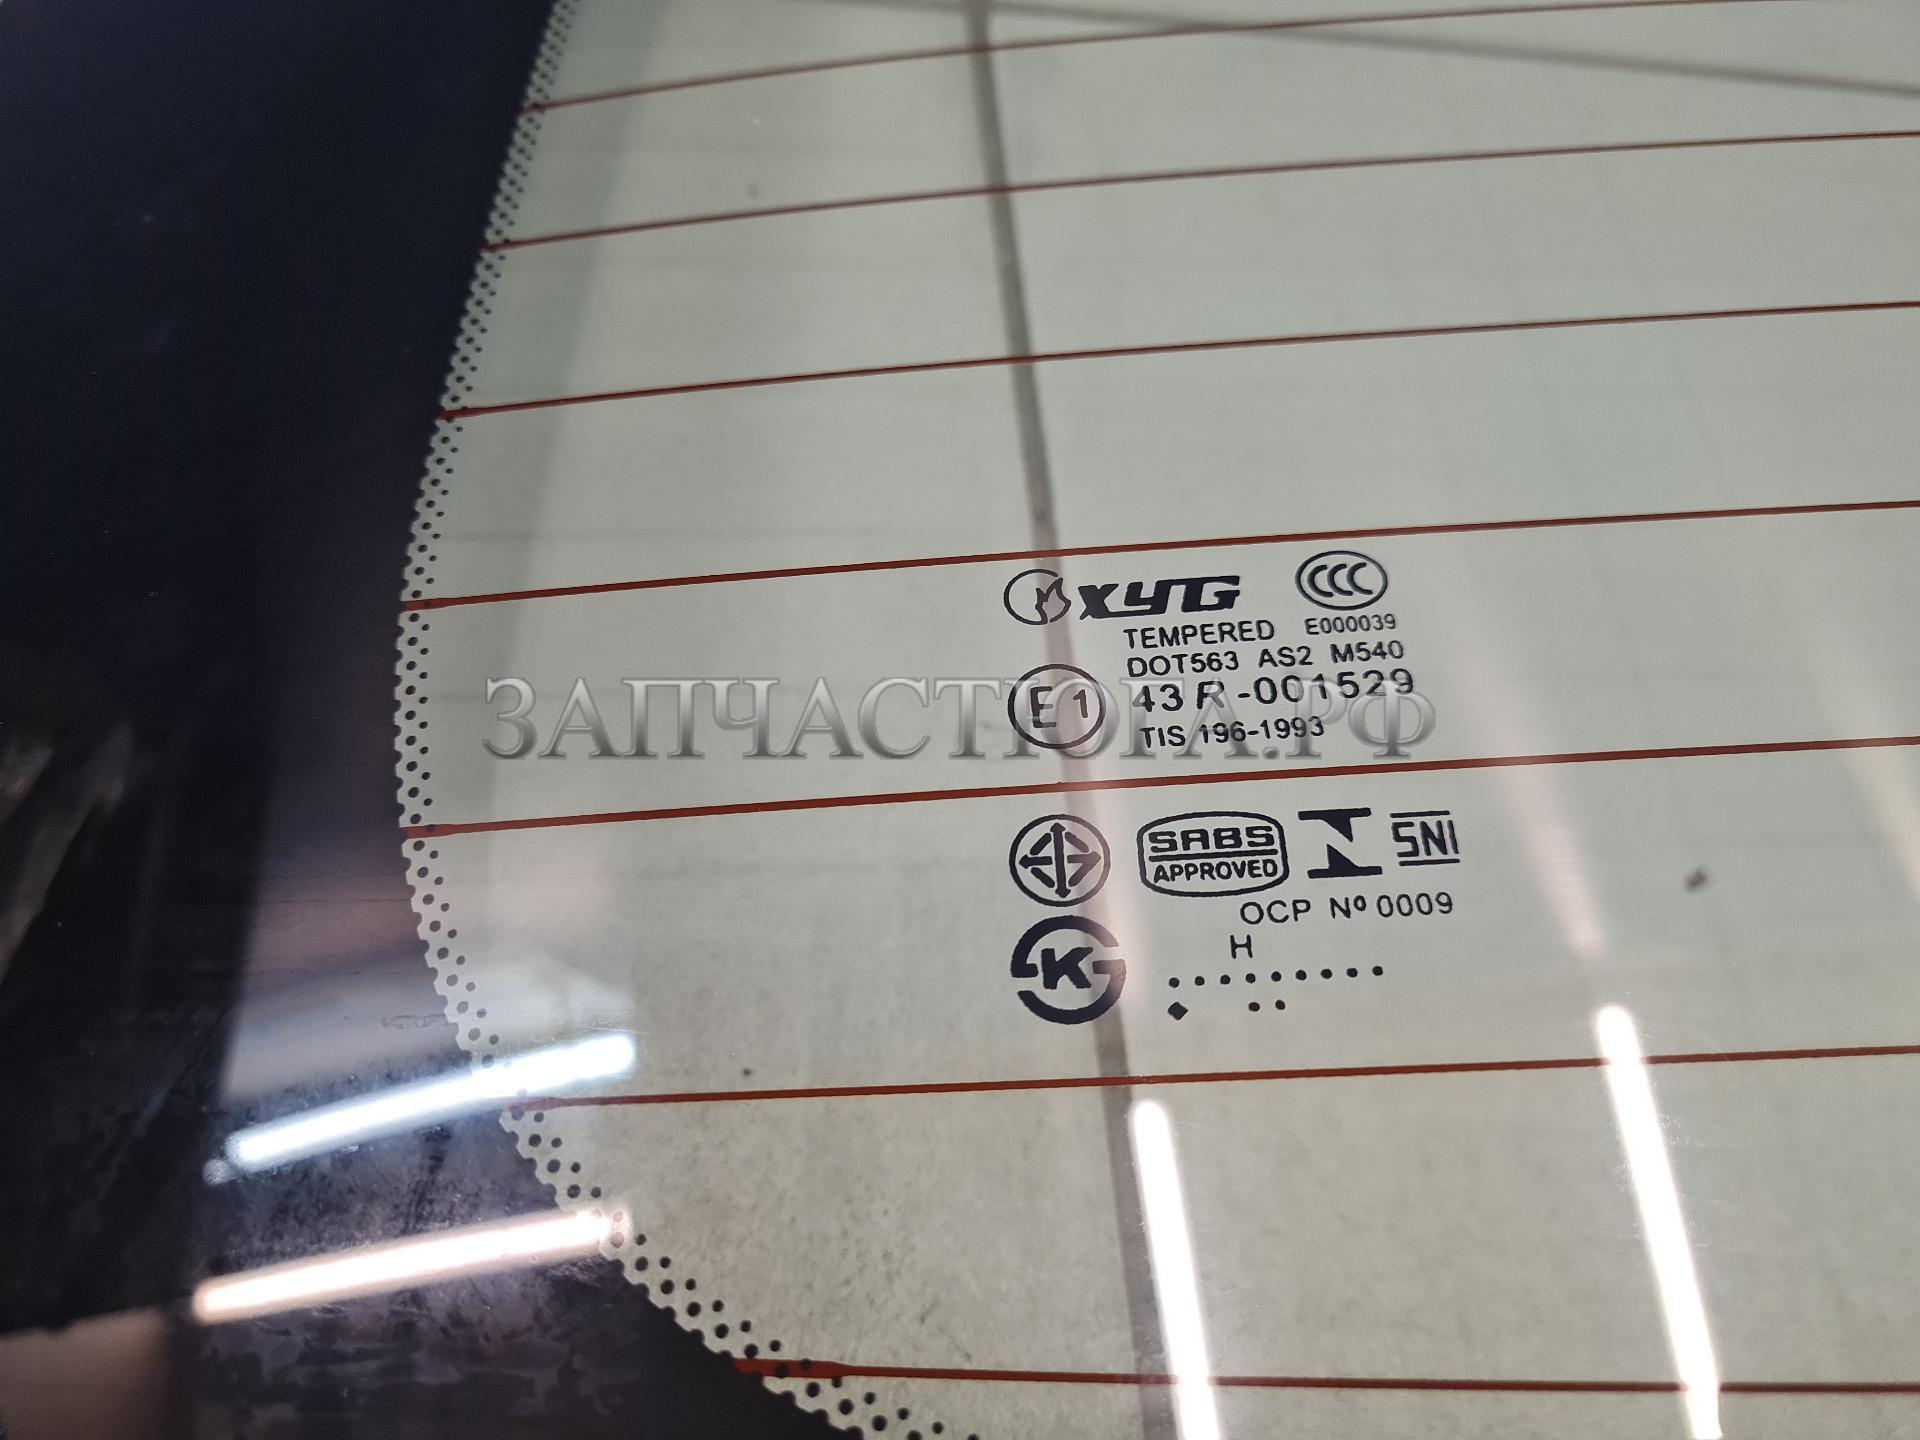 XYG CCC
TEMPERED E000039
DOT563 AS2 M540
E1 43R-001529
TIS 196-1993
ЗАПЧАСТЮГА.РФ
SABS SNI
APPROVED
OCP Nº 0009
H
K